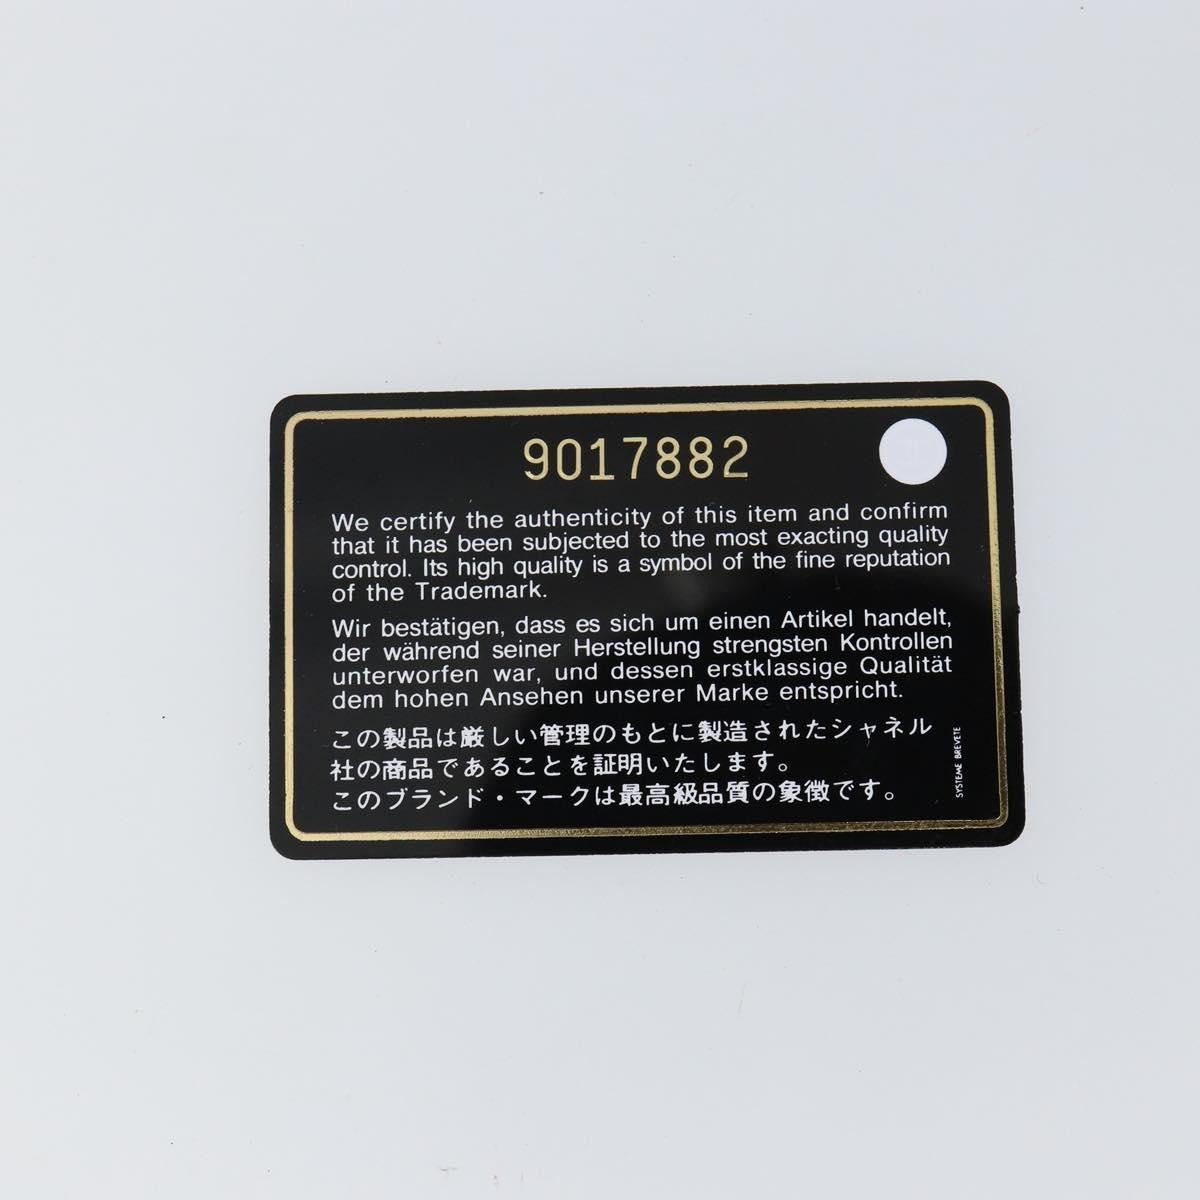 9017882
We certify the authenticity of this item and confirm
that it has been subjected to the most exacting quality
control. Its high quality is a symbol of the fine reputation
of the Trademark.
Wir bestätigen, dass es sich um einen Artikel handelt,
der während seiner Herstellung strengsten Kontrollen
unterworfen war, und dessen erstklassige Qualität
dem hohen Ansehen unserer Marke entspricht.
この製品は厳しい管理のもとに製造されたシャネル
社の商品であることを証明いたします。
このブランド・マークは最高級品質の象徴です。
SYSTEME BREVETE